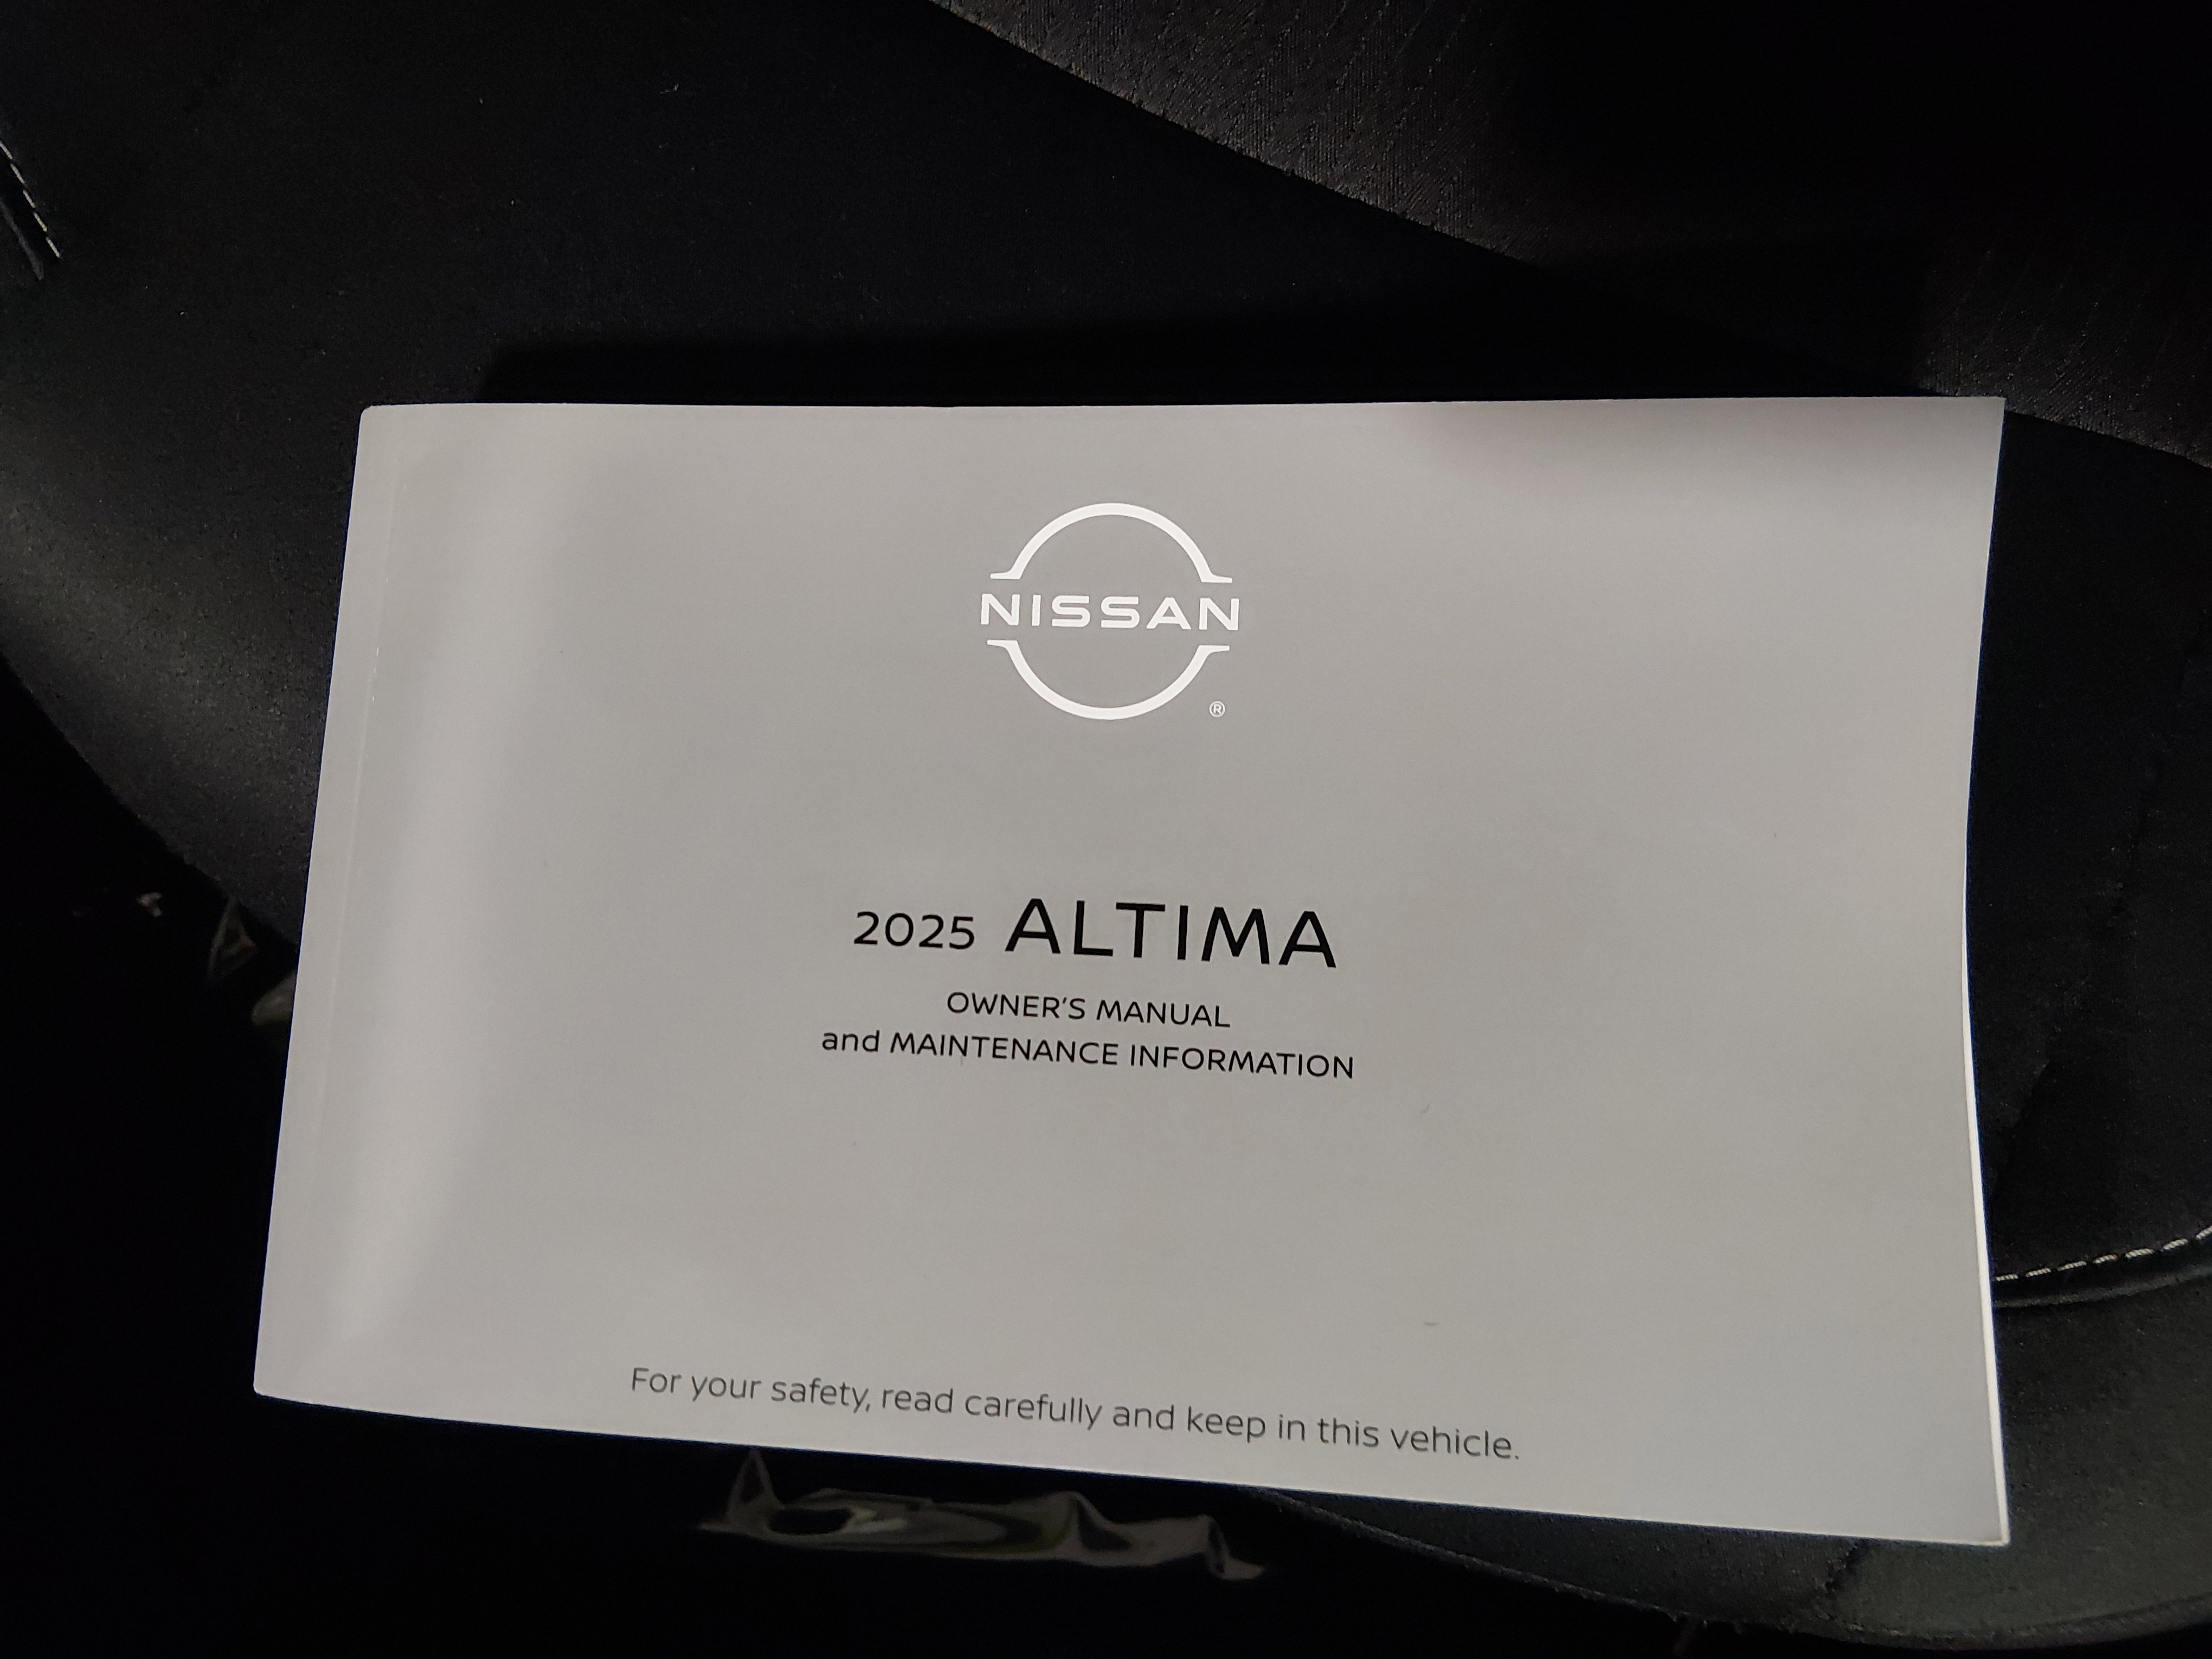 NISSAN
®
2025 ALTIMA
OWNER'S MANUAL
and MAINTENANCE INFORMATION
For your safety, read carefully and keep in this vehicle.